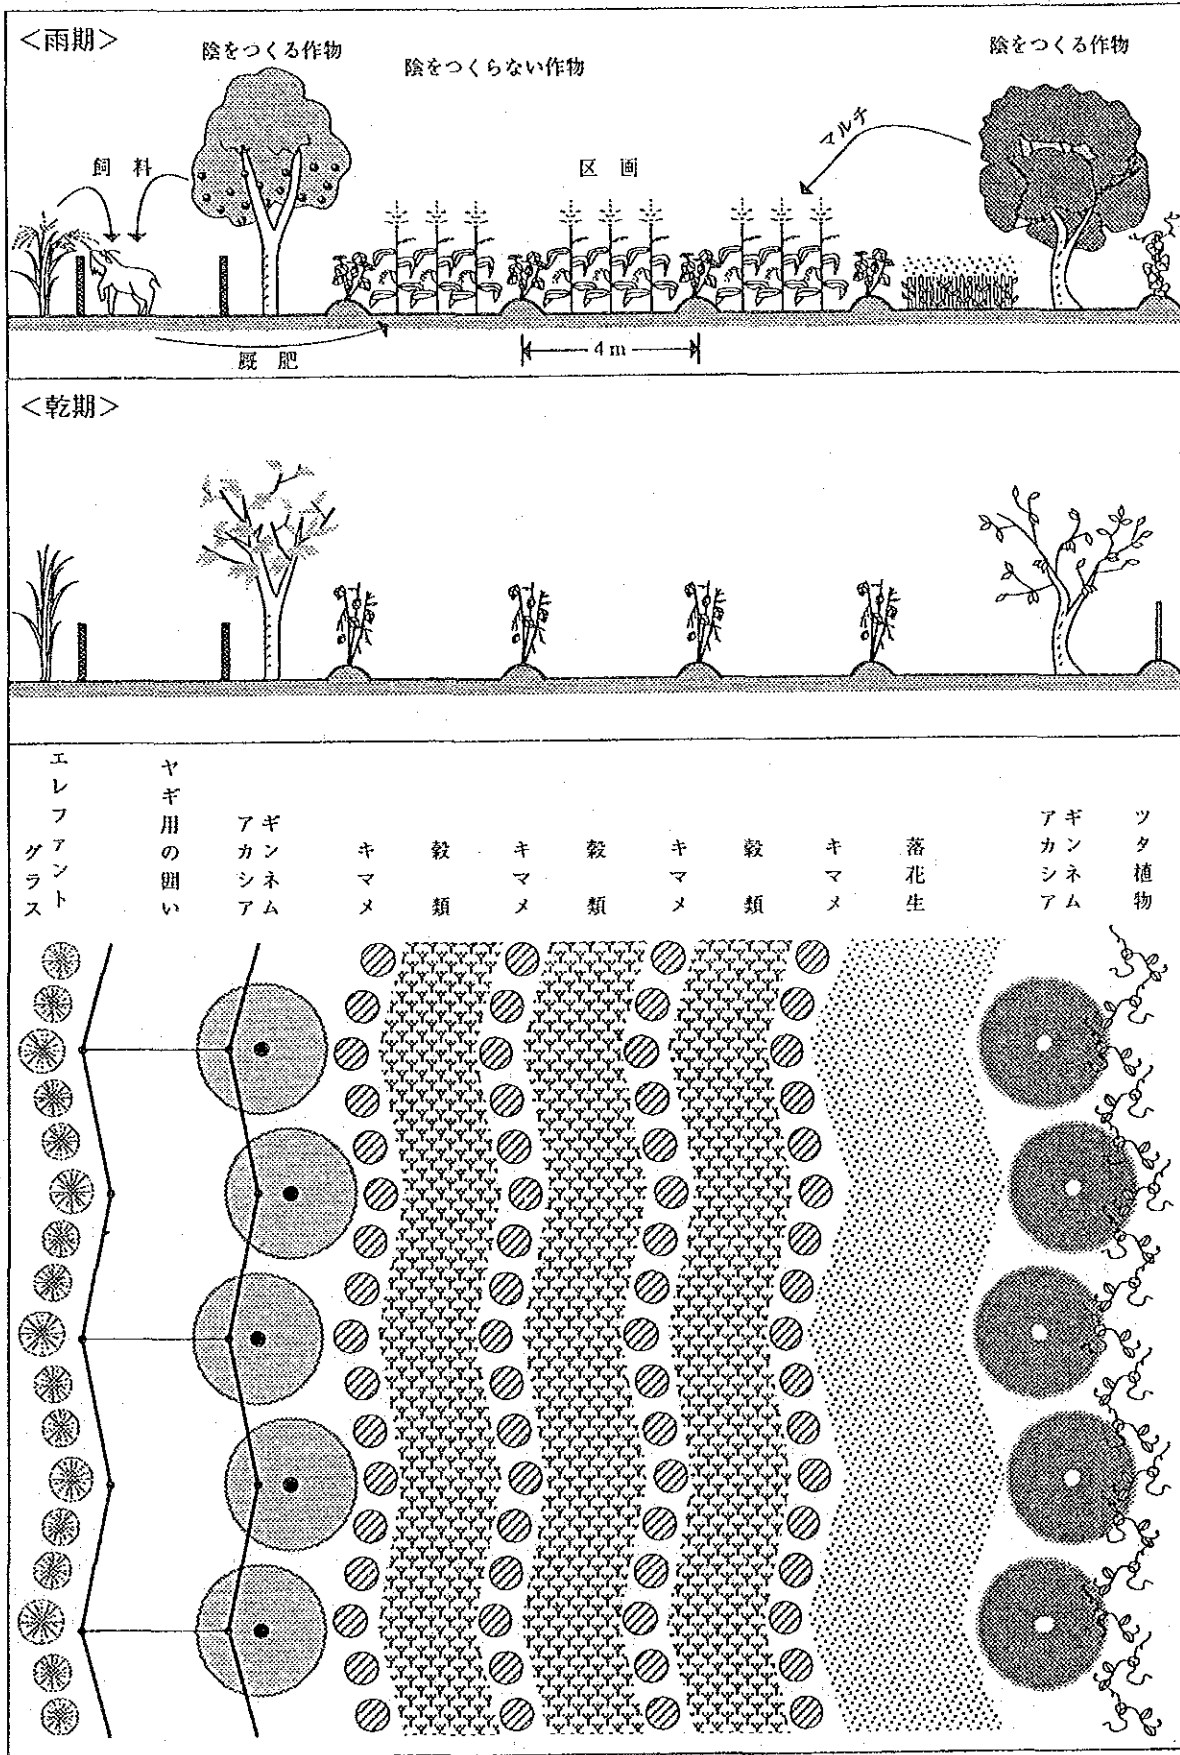 <雨期>
陰をつくる作物
陰をつくらない作物
陰をつくる作物
飼料
区画
マルチ
厩肥
4m
<乾期>
エレファント
グラス
ヤギ用の囲い
ギンネム
アカシア
キマメ
穀類
キマメ
穀類
キマメ
穀類
キマメ
落花生
ギンネム
アカシア
ツタ植物